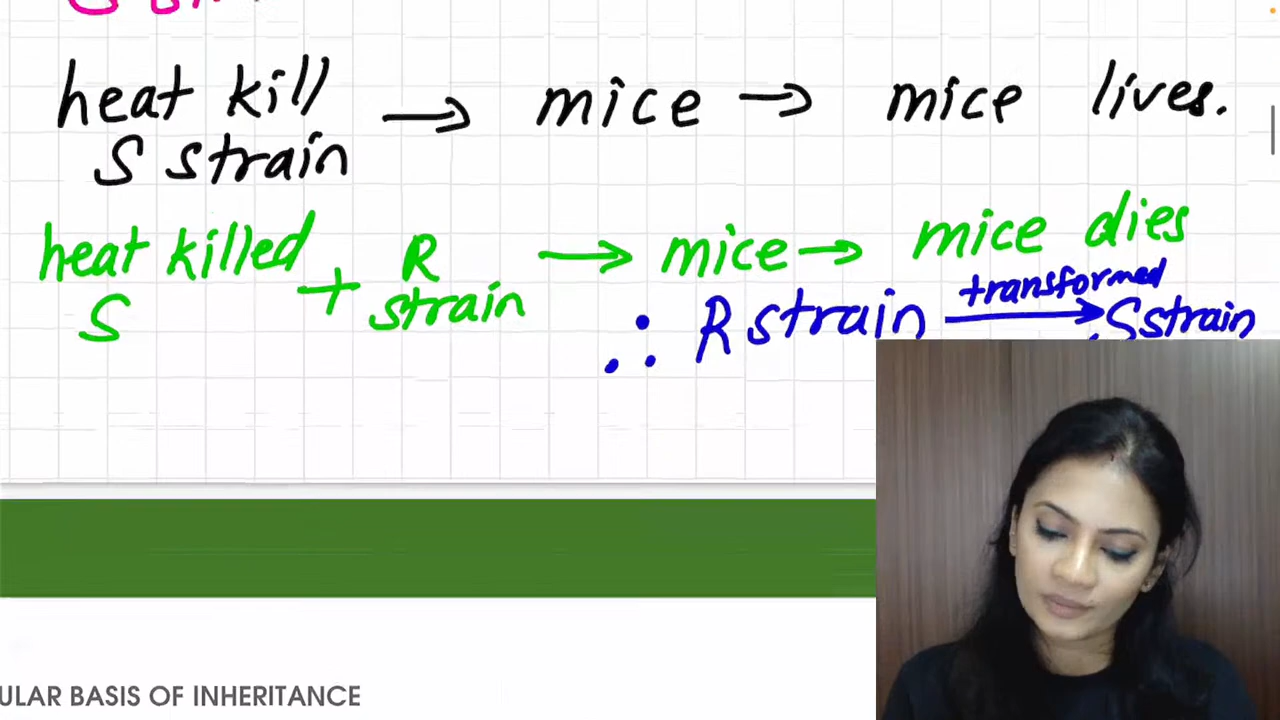 heat kill → mice → mice lives.
S strain
heat killed + R → mice → mice dies
S strain
∴ R strain transformed → S strain
ULAR BASIS OF INHERITANCE